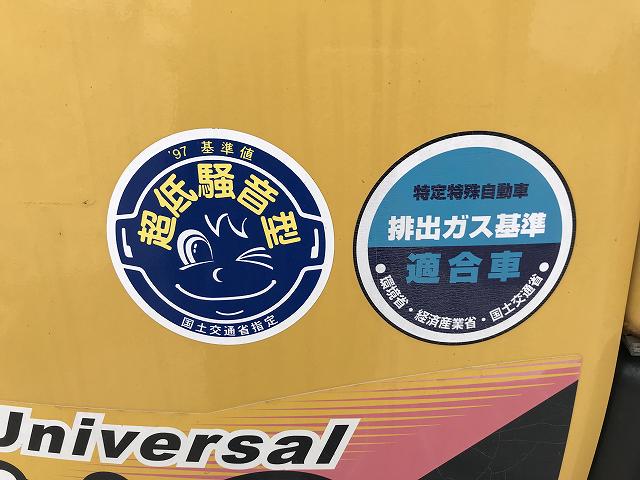 '97 基準値
超低騒音型
国土交通省指定
特定特殊自動車
排出ガス基準
適合車
・環境省・経済産業省・国土交通省・
Universal